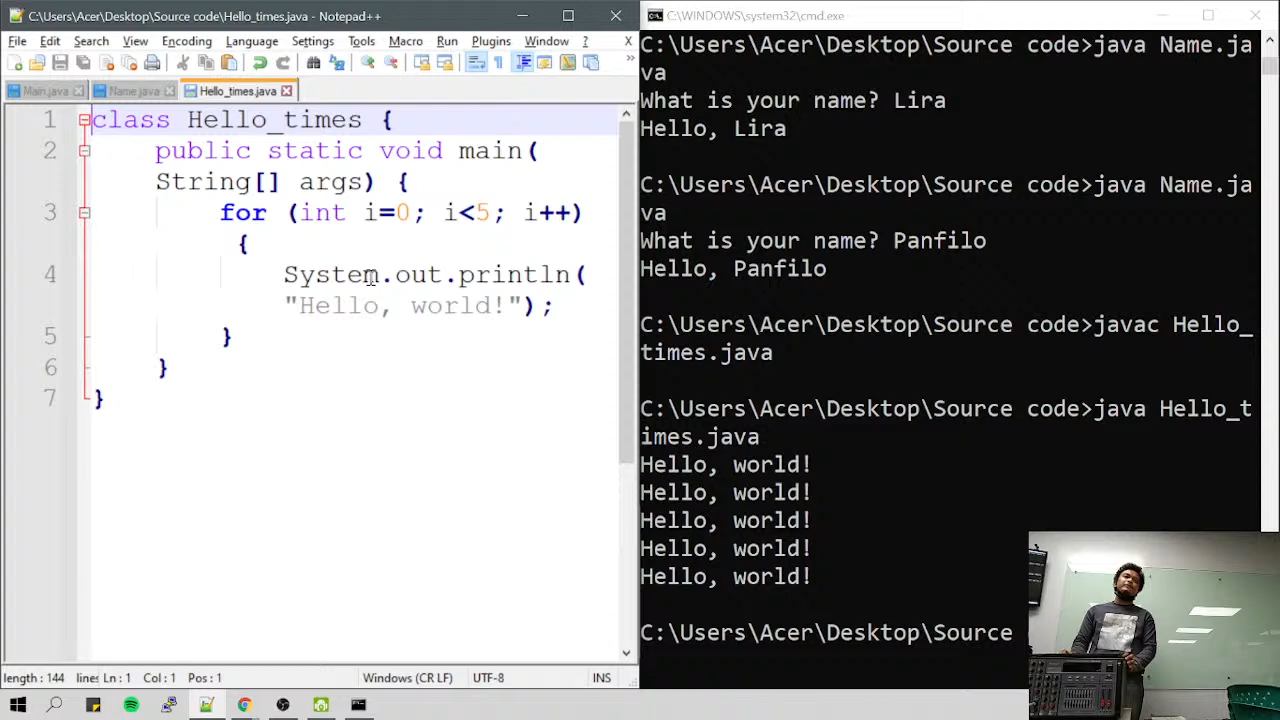 C:\Users\Acer\Desktop\Source code\Hello_times.java - Notepad++
File Edit Search View Encoding Language Settings Tools Macro Run Plugins Window ? X
Main.java Name.java Hello_times.java
1 class Hello_times {
2 public static void main(
String[] args) {
3 for (int i=0; i<5; i++)
{
4 System.out.println(
"Hello, world!");
5 }
6 }
7 }
length: 144 lines Ln: 1 Col: 1 Pos: 1 Windows (CR LF) UTF-8 INS
C:\WINDOWS\system32\cmd.exe
C:\Users\Acer\Desktop\Source code>java Name.ja
va
What is your name? Lira
Hello, Lira
C:\Users\Acer\Desktop\Source code>java Name.ja
va
What is your name? Panfilo
Hello, Panfilo
C:\Users\Acer\Desktop\Source code>javac Hello_
times.java
C:\Users\Acer\Desktop\Source code>java Hello_t
imes.java
Hello, world!
Hello, world!
Hello, world!
Hello, world!
Hello, world!
C:\Users\Acer\Desktop\Source